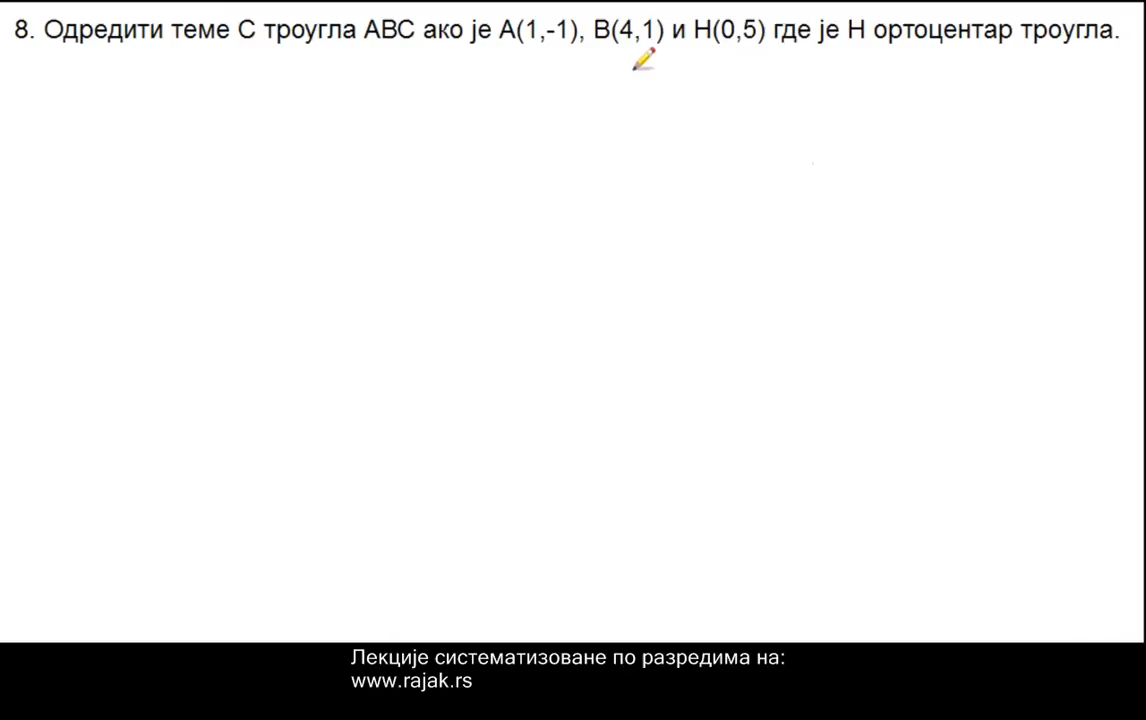 8. Одредити теме C троугла ABC ако је A(1,-1), B(4,1) и H(0,5) где је H ортоцентар троугла.
Лекције систематизоване по разредима на:
www.rajak.rs